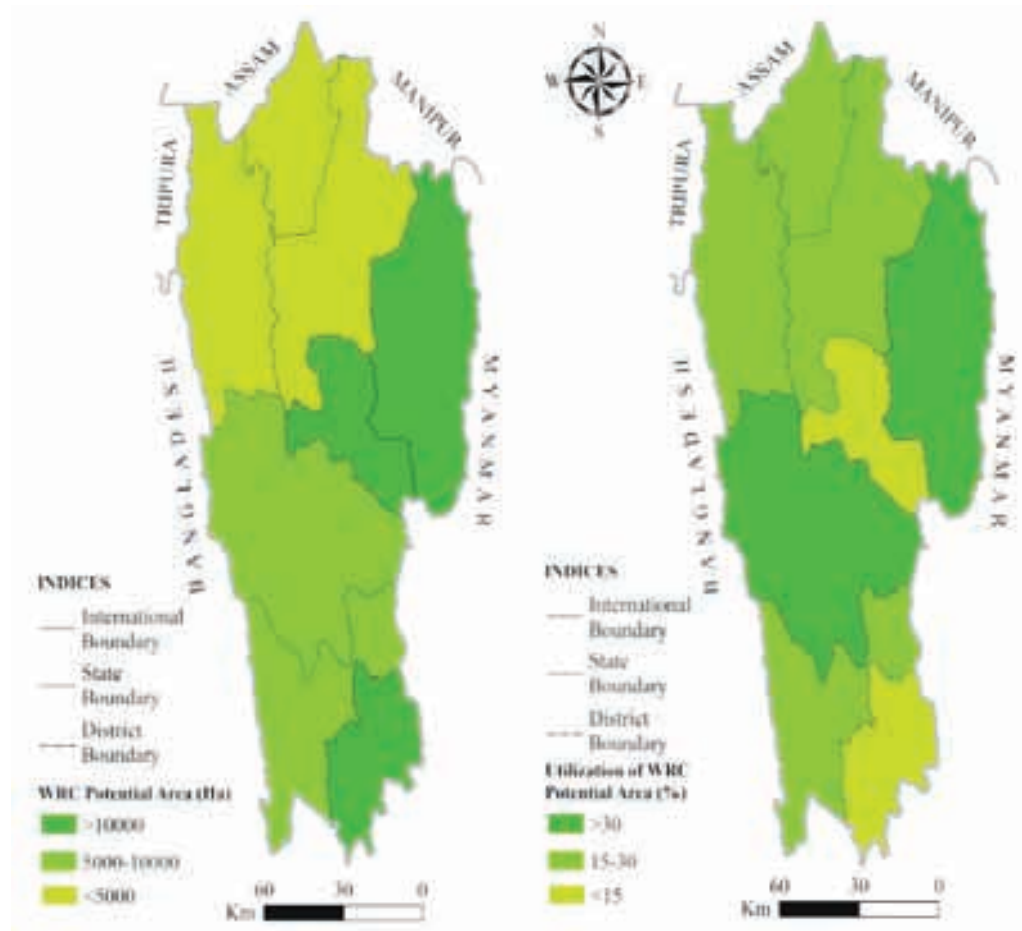 ASSAM
MANIPUR
TRIPURA
BANGLADESH
MYANMAR
INDICES
International
Boundary
State
Boundary
District
Boundary
WRC Potential Area (Ha)
>10000
5000-10000
<5000
60 30 0
Km
N
W E
S
ASSAM
MANIPUR
TRIPURA
BANGLADESH
MYANMAR
INDICES
International
Boundary
State
Boundary
District
Boundary
Utilization of WRC
Potential Area (%)
>30
15-30
<15
60 30 0
Km